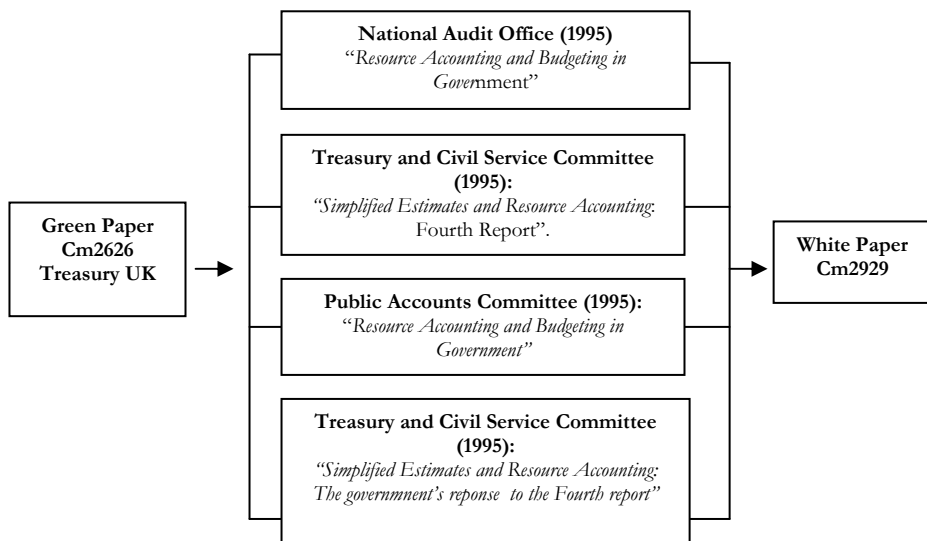 National Audit Office (1995)
“Resource Accounting and Budgeting in
Government”
Treasury and Civil Service Committee
(1995):
“Simplified Estimates and Resource Accounting:
Fourth Report”.
Green Paper
Cm2626
Treasury UK
White Paper
Cm2929
Public Accounts Committee (1995):
“Resource Accounting and Budgeting in
Government”
Treasury and Civil Service Committee
(1995):
“Simplified Estimates and Resource Accounting:
The governmnent’s reponse to the Fourth report”